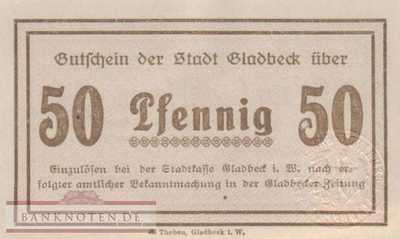 Gutschein der Stadt Gladbeck über
50 Pfennig 50
Einzulösen bei der Stadtkasse Gladbeck i. W. nach er-
folgter amtlicher Bekanntmachung in der Gladbecker Zeitung
BANKNOTEN.DE
Theben, Gladbeck i. W.